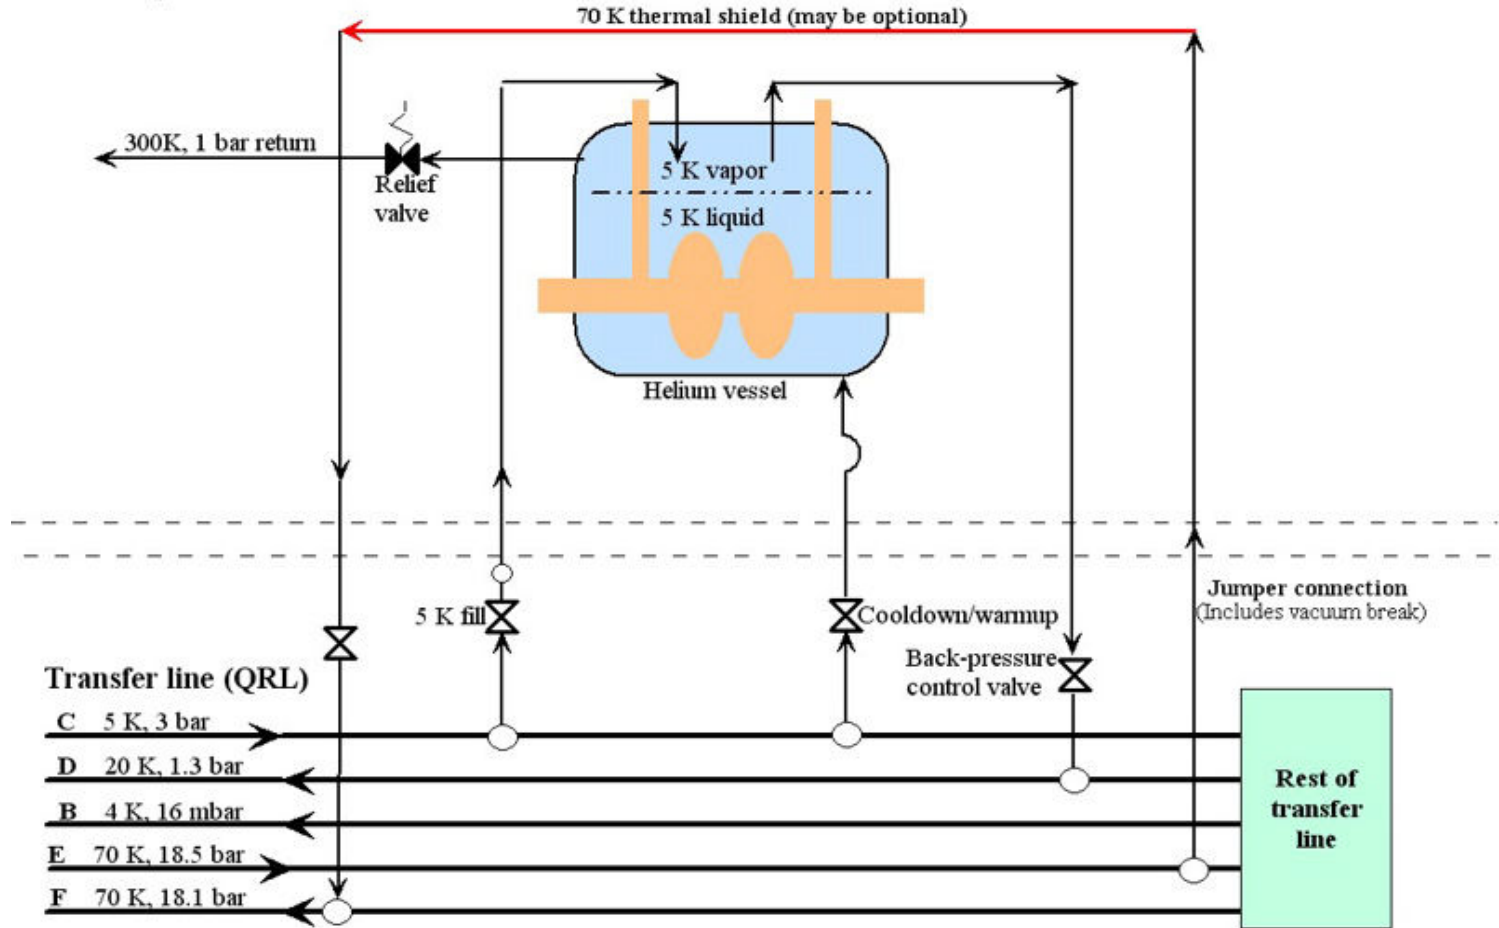 70 K thermal shield (may be optional)
300K, 1 bar return
Relief
valve
5 K vapor
5 K liquid
Helium vessel
5 K fill
Cooldown/warmup
Jumper connection
(Includes vacuum break)
Back-pressure
control valve
Transfer line (QRL)
C 5 K, 3 bar
D 20 K, 1.3 bar
B 4 K, 16 mbar
E 70 K, 18.5 bar
F 70 K, 18.1 bar
Rest of
transfer
line